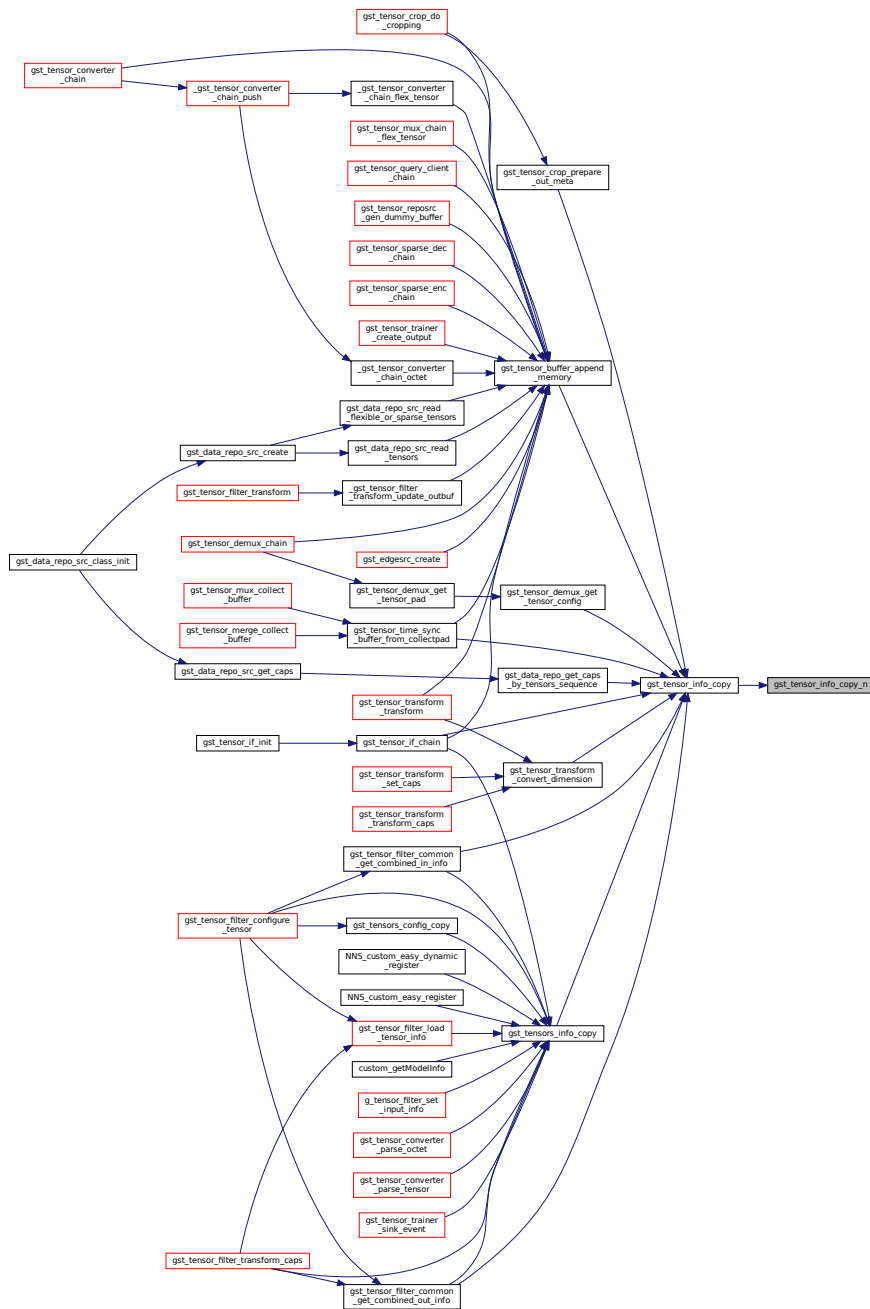 gst_tensor_crop_do
_cropping
gst_tensor_converter
_chain
_gst_tensor_converter
_chain_push
_gst_tensor_converter
_chain_flex_tensor
gst_tensor_mux_chain
_flex_tensor
gst_tensor_query_client
_chain
gst_tensor_crop_prepare
_out_meta
gst_tensor_reposrc
_gen_dummy_buffer
gst_tensor_sparse_dec
_chain
gst_tensor_sparse_enc
_chain
gst_tensor_trainer
_create_output
_gst_tensor_converter
_chain_octet
gst_tensor_buffer_append
_memory
gst_data_repo_src_read
_flexible_or_sparse_tensors
gst_data_repo_src_create
gst_data_repo_src_read
_tensors
gst_tensor_filter_transform
_gst_tensor_filter
_transform_update_outbuf
gst_tensor_demux_chain
gst_edgesrc_create
gst_data_repo_src_class_init
gst_tensor_mux_collect
_buffer
gst_tensor_demux_get
_tensor_pad
gst_tensor_demux_get
_tensor_config
gst_tensor_merge_collect
_buffer
gst_tensor_time_sync
_buffer_from_collectpad
gst_data_repo_src_get_caps
gst_data_repo_get_caps
_by_tensors_sequence
gst_tensor_info_copy
gst_tensor_info_copy_n
gst_tensor_transform
_transform
gst_tensor_if_init
gst_tensor_if_chain
gst_tensor_transform
_set_caps
gst_tensor_transform
_convert_dimension
gst_tensor_transform
_transform_caps
gst_tensor_filter_common
_get_combined_in_info
gst_tensor_filter_configure
_tensor
gst_tensors_config_copy
NNS_custom_easy_dynamic
_register
NNS_custom_easy_register
gst_tensor_filter_load
_tensor_info
gst_tensors_info_copy
custom_getModelInfo
g_tensor_filter_set
_input_info
gst_tensor_converter
_parse_octet
gst_tensor_converter
_parse_tensor
gst_tensor_trainer
_sink_event
gst_tensor_filter_transform_caps
gst_tensor_filter_common
_get_combined_out_info